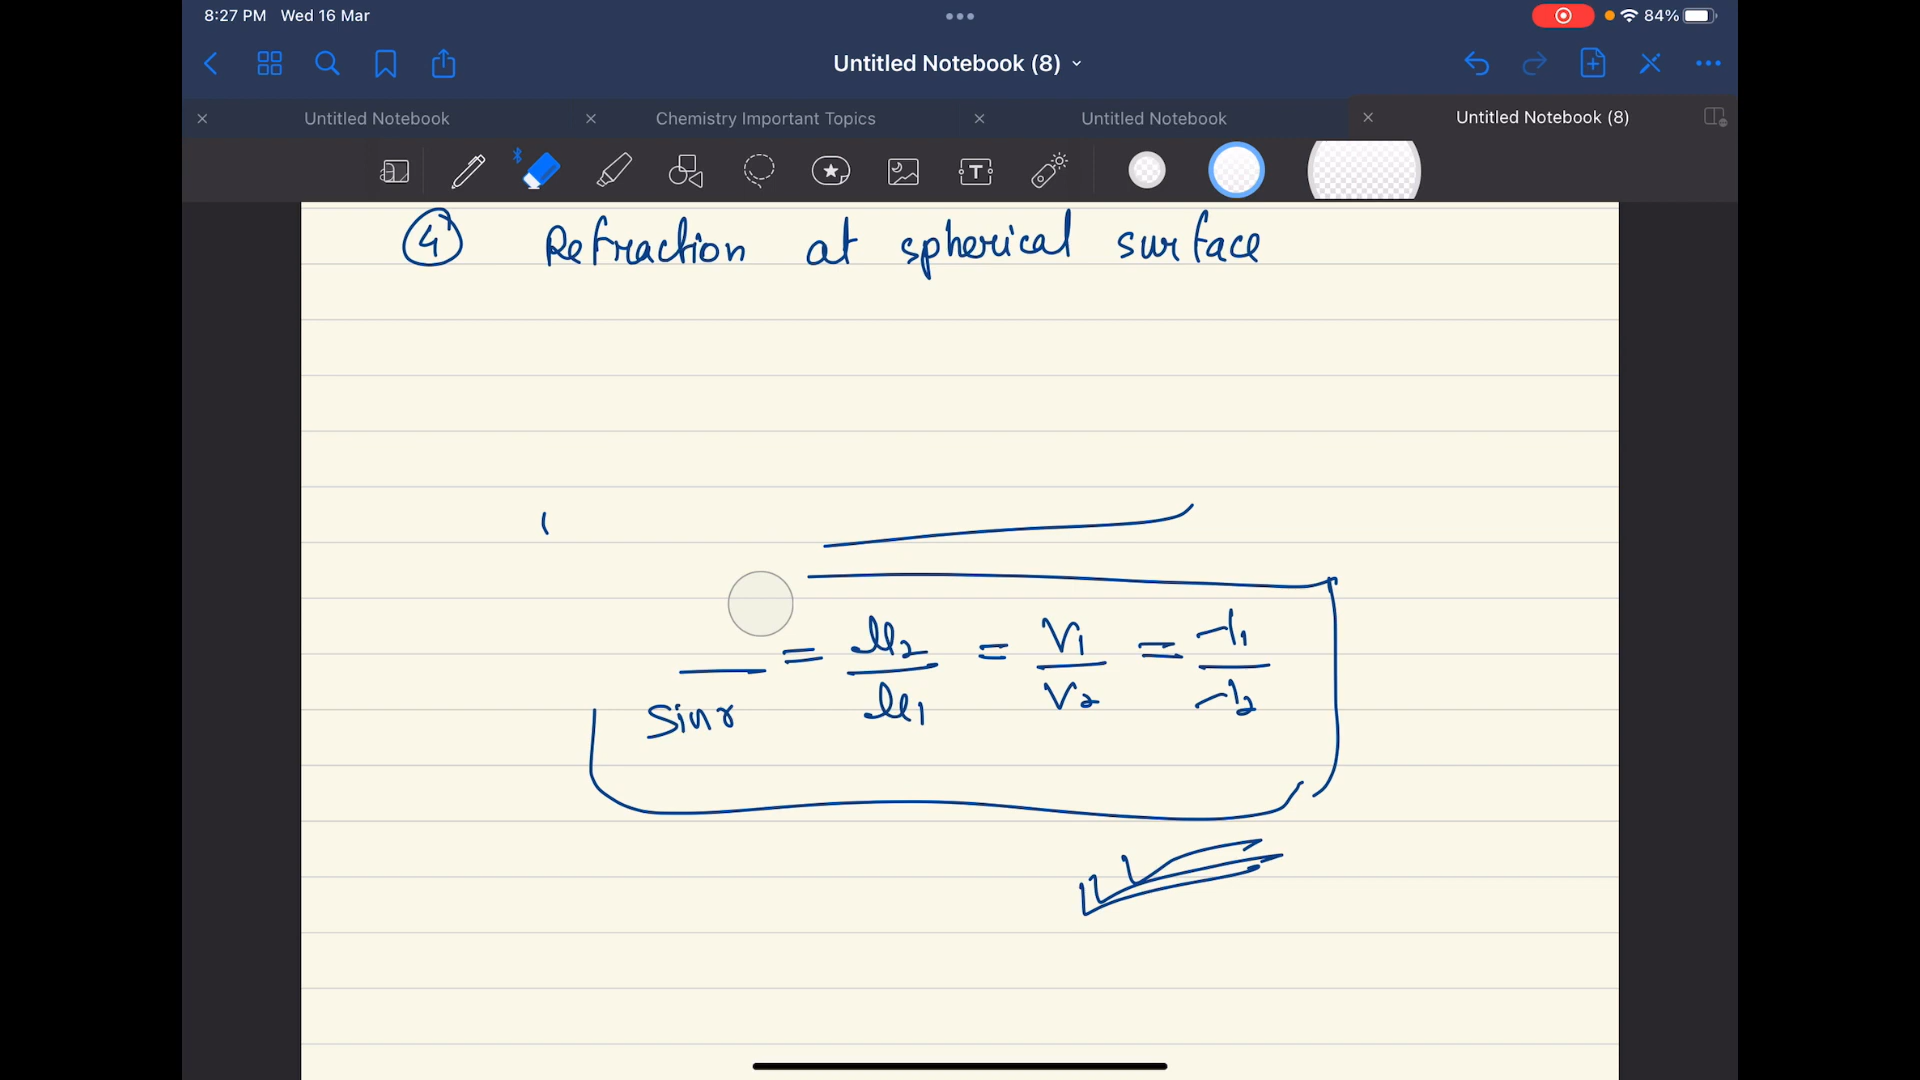 8:27 PM Wed 16 Mar 84%
Untitled Notebook (8)
Untitled Notebook Chemistry Important Topics Untitled Notebook Untitled Notebook (8)
4 Refraction at spherical surface
= μ2 = V1 = λ1
sin r μ1 V2 λ2